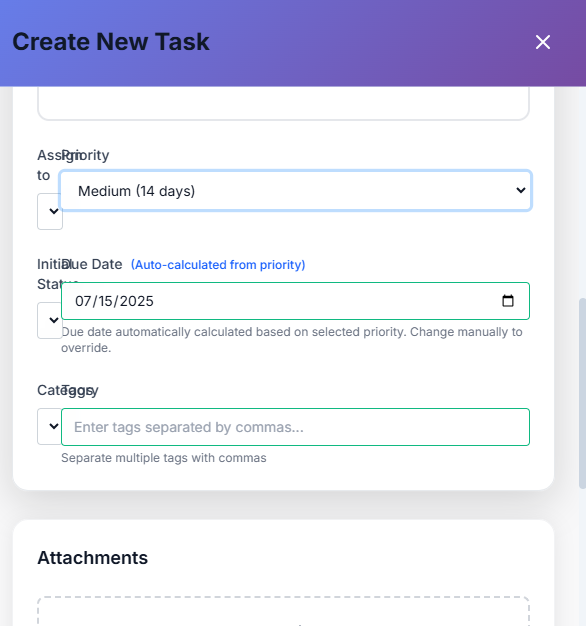 Create New Task
Assign to
Priority
Medium (14 days)
Initial Status
Due Date (Auto-calculated from priority)
07/15/2025
Due date automatically calculated based on selected priority. Change manually to
override.
Category
Tags
Enter tags separated by commas...
Separate multiple tags with commas
Attachments